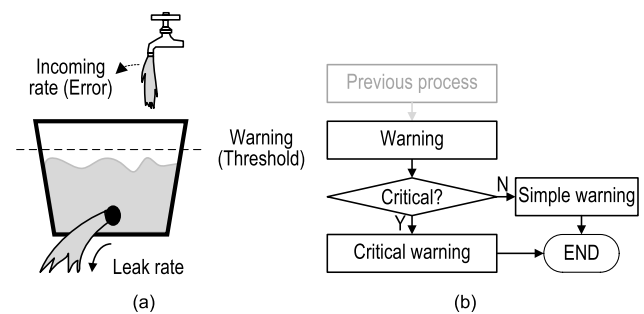 Incoming
rate (Error)
Warning
(Threshold)
Leak rate
(a)
Previous process
Warning
Critical?
N
Simple warning
Y
Critical warning
END
(b)